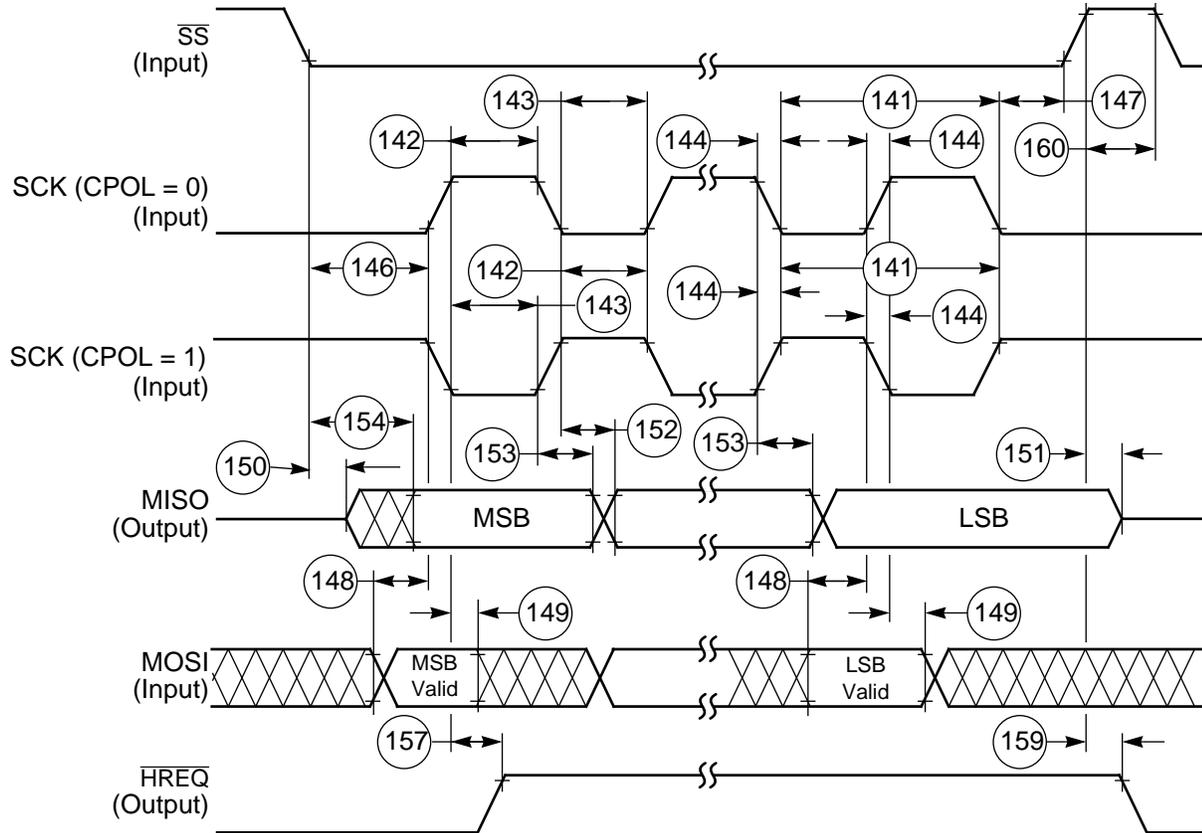 SS
(Input)
143
141
147
142
144
144
160
SCK (CPOL = 0)
(Input)
146
142
141
143
144
144
SCK (CPOL = 1)
(Input)
154
152
153
153
150
151
MISO
(Output)
MSB
LSB
148
148
149
149
MOSI
(Input)
MSB
Valid
LSB
Valid
157
159
HREQ
(Output)